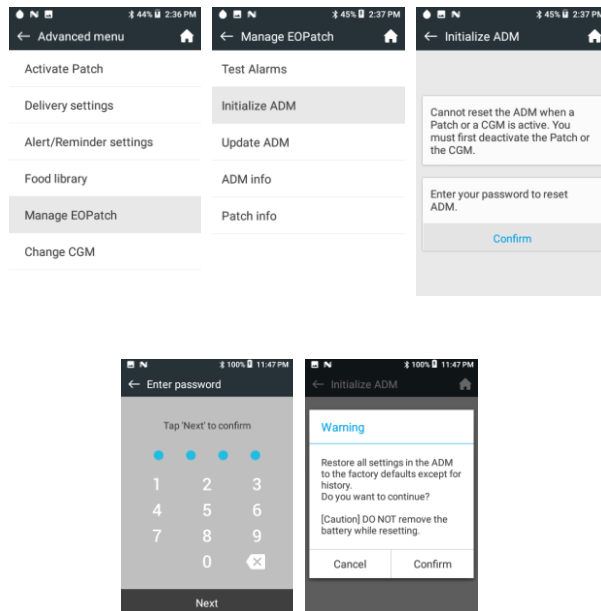 44% 2:36 PM
← Advanced menu
Activate Patch
Delivery settings
Alert/Reminder settings
Food library
Manage EOPatch
Change CGM
45% 2:37 PM
← Manage EOPatch
Test Alarms
Initialize ADM
Update ADM
ADM info
Patch info
45% 2:37 PM
← Initialize ADM
Cannot reset the ADM when a
Patch or a CGM is active. You
must first deactivate the Patch or
the CGM.
Enter your password to reset
ADM.
Confirm
100% 11:47 PM
← Enter password
Tap 'Next' to confirm
1 2 3
4 5 6
7 8 9
0
Next
100% 11:47 PM
← Initialize ADM
Warning
Restore all settings in the ADM
to the factory defaults except for
history.
Do you want to continue?
[Caution] DO NOT remove the
battery while resetting.
Cancel Confirm